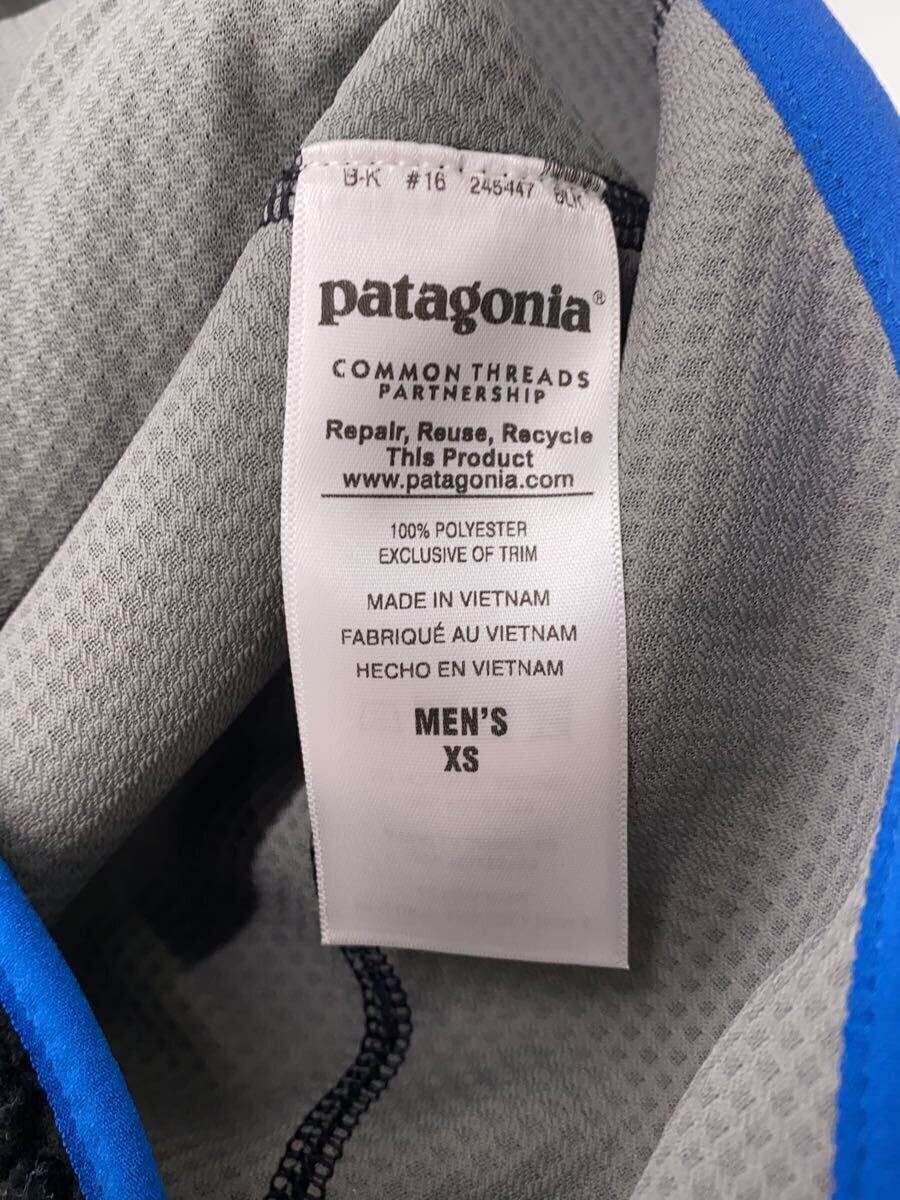 B-K #16 245447 BLK
patagonia®
COMMON THREADS
PARTNERSHIP
Repair, Reuse, Recycle
This Product
www.patagonia.com
100% POLYESTER
EXCLUSIVE OF TRIM
MADE IN VIETNAM
FABRIQUÉ AU VIETNAM
HECHO EN VIETNAM
MEN'S
XS